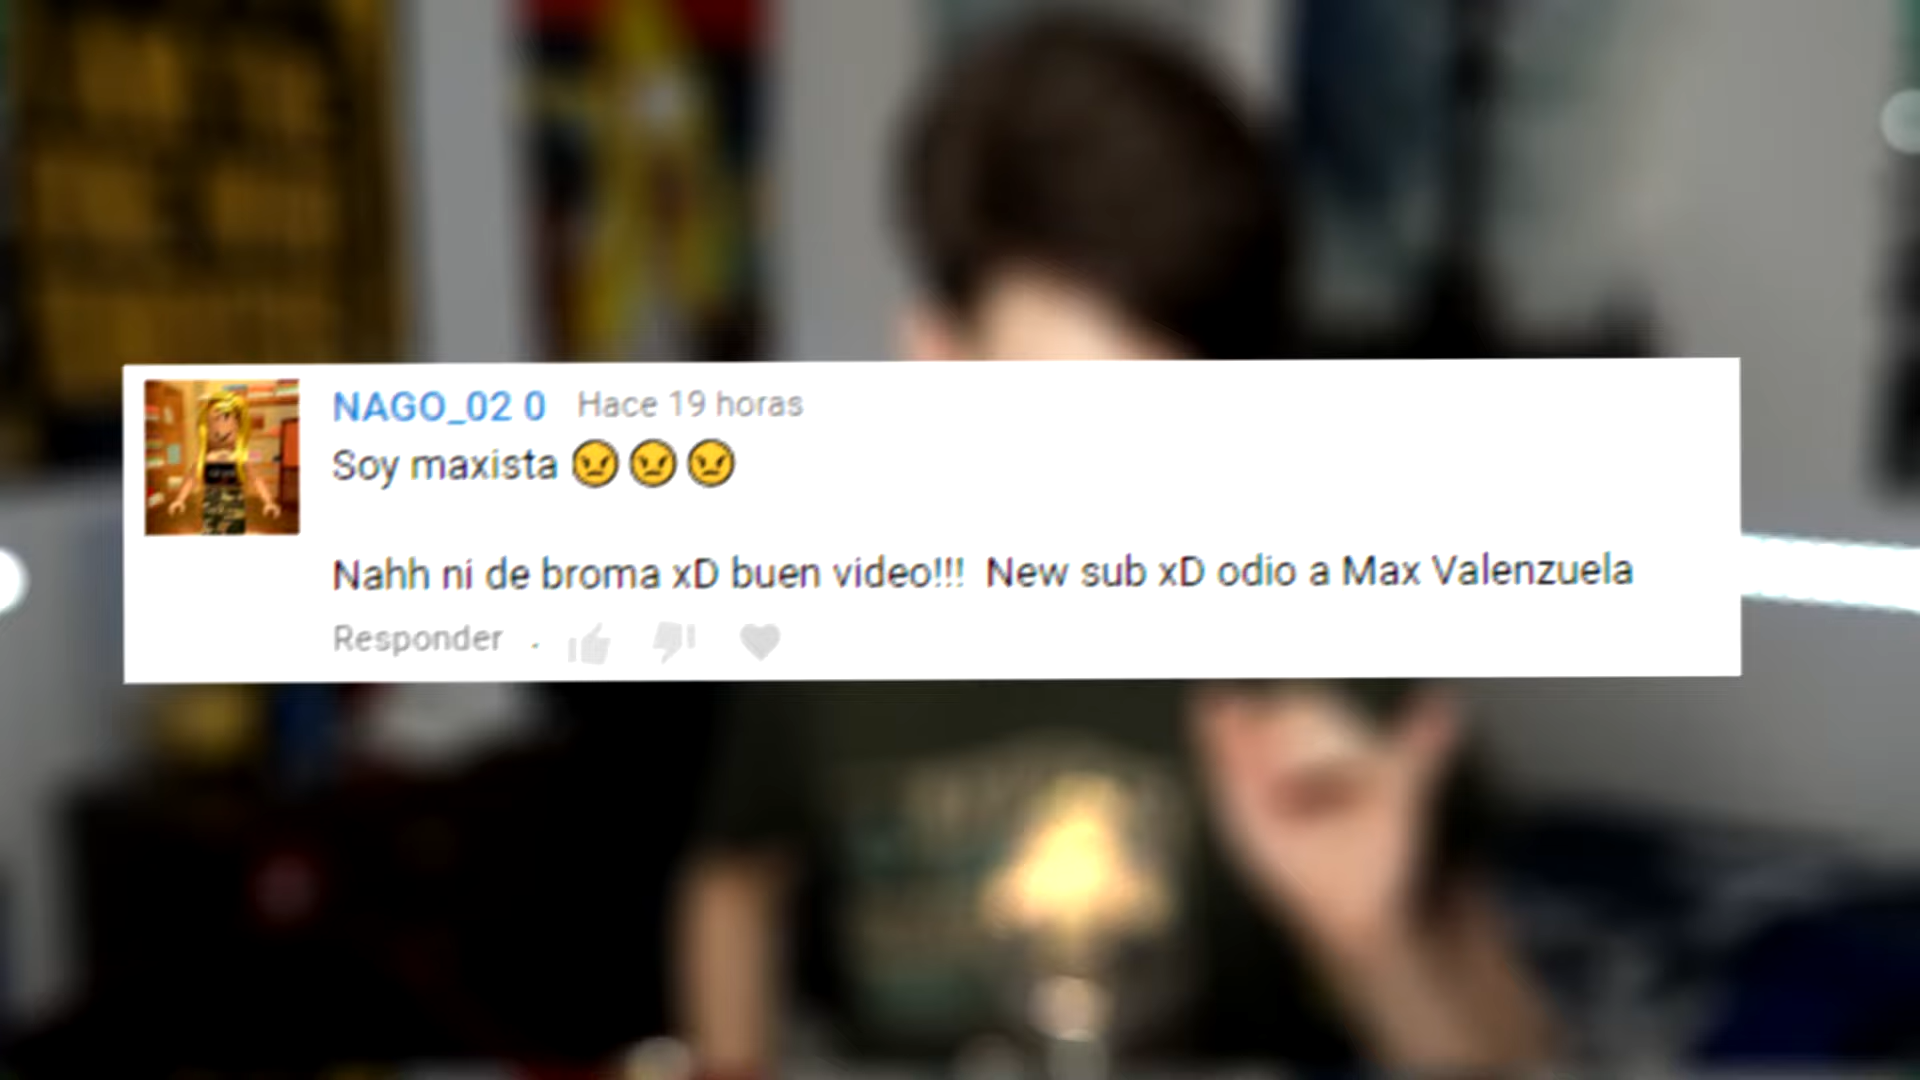 NAGO_02 0 Hace 19 horas
Soy maxista 😠😠😠
Nahh ni de broma xD buen video!!!  New sub xD odio a Max Valenzuela
Responder .